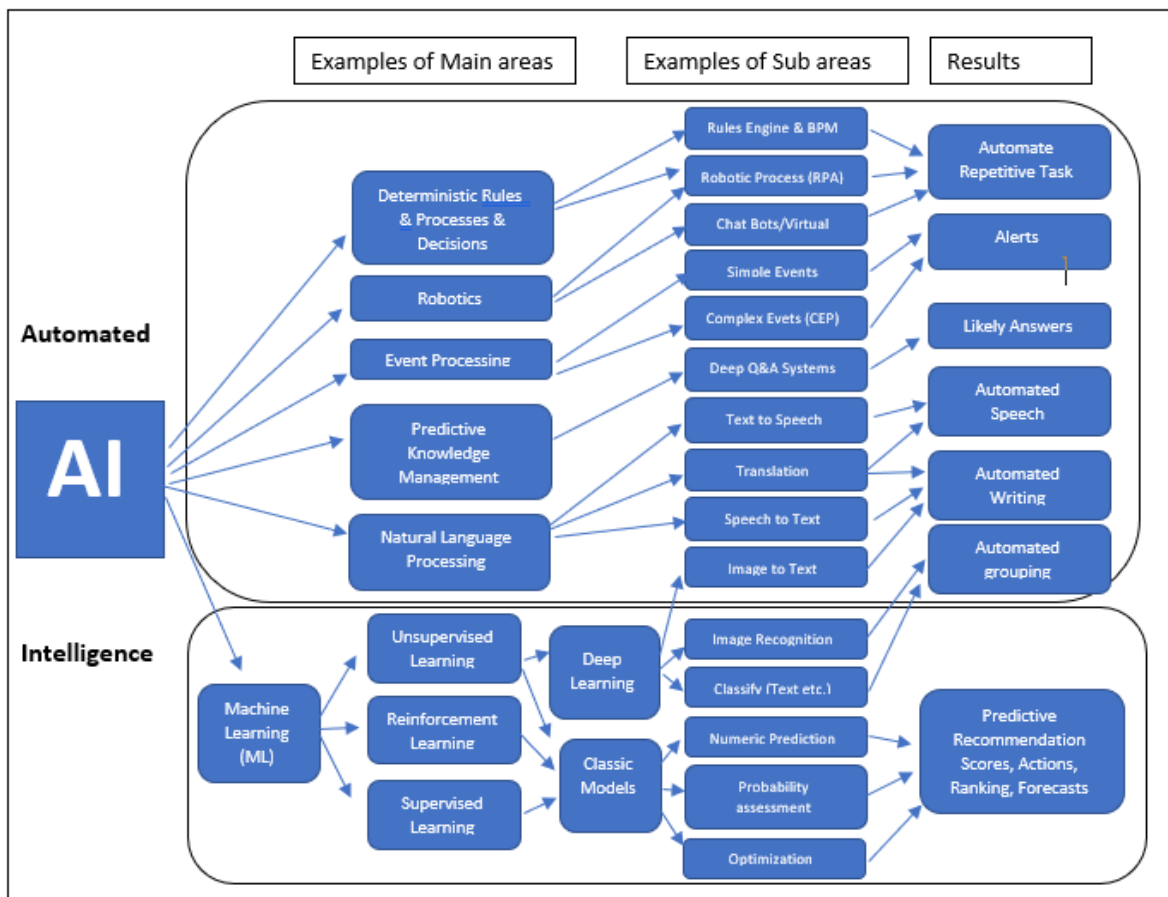 Examples of Main areas
Examples of Sub areas
Results
Automated
AI
Intelligence
Deterministic Rules
& Processes &
Decisions
Robotics
Event Processing
Predictive
Knowledge
Management
Natural Language
Processing
Rules Engine & BPM
Robotic Process (RPA)
Chat Bots/Virtual
Simple Events
Complex Evets (CEP)
Deep Q&A Systems
Text to Speech
Translation
Speech to Text
Image to Text
Automate
Repetitive Task
Alerts
Likely Answers
Automated
Speech
Automated
Writing
Automated
grouping
Machine
Learning
(ML)
Unsupervised
Learning
Reinforcement
Learning
Supervised
Learning
Deep
Learning
Classic
Models
Image Recognition
Classify (Text etc.)
Numeric Prediction
Probability
assessment
Optimization
Predictive
Recommendation
Scores, Actions,
Ranking, Forecasts